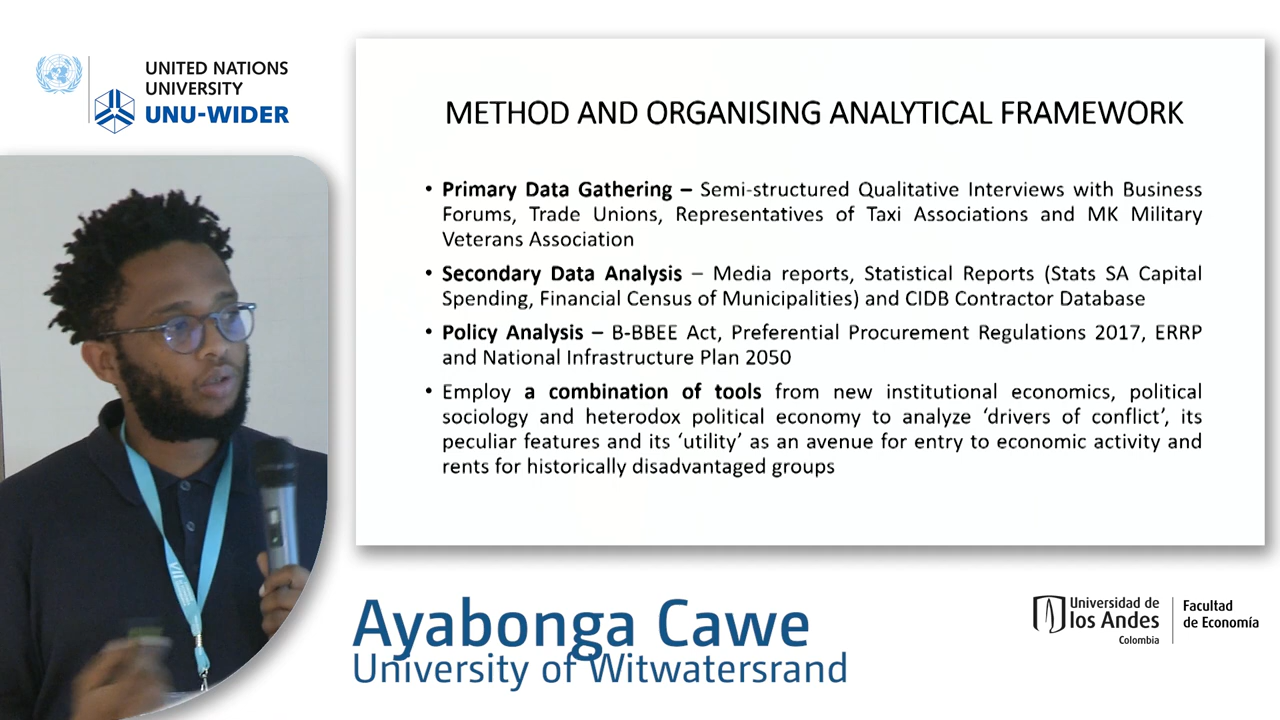 UNITED NATIONS
UNIVERSITY
UNU-WIDER
METHOD AND ORGANISING ANALYTICAL FRAMEWORK
• Primary Data Gathering – Semi-structured Qualitative Interviews with Business
Forums, Trade Unions, Representatives of Taxi Associations and MK Military
Veterans Association
• Secondary Data Analysis – Media reports, Statistical Reports (Stats SA Capital
Spending, Financial Census of Municipalities) and CIDB Contractor Database
• Policy Analysis – B-BBEE Act, Preferential Procurement Regulations 2017, ERRP
and National Infrastructure Plan 2050
• Employ a combination of tools from new institutional economics, political
sociology and heterodox political economy to analyze ‘drivers of conflict’, its
peculiar features and its ‘utility’ as an avenue for entry to economic activity and
rents for historically disadvantaged groups
Ayabonga Cawe
University of Witwatersrand
Universidad de
los Andes
Colombia
Facultad
de Economía